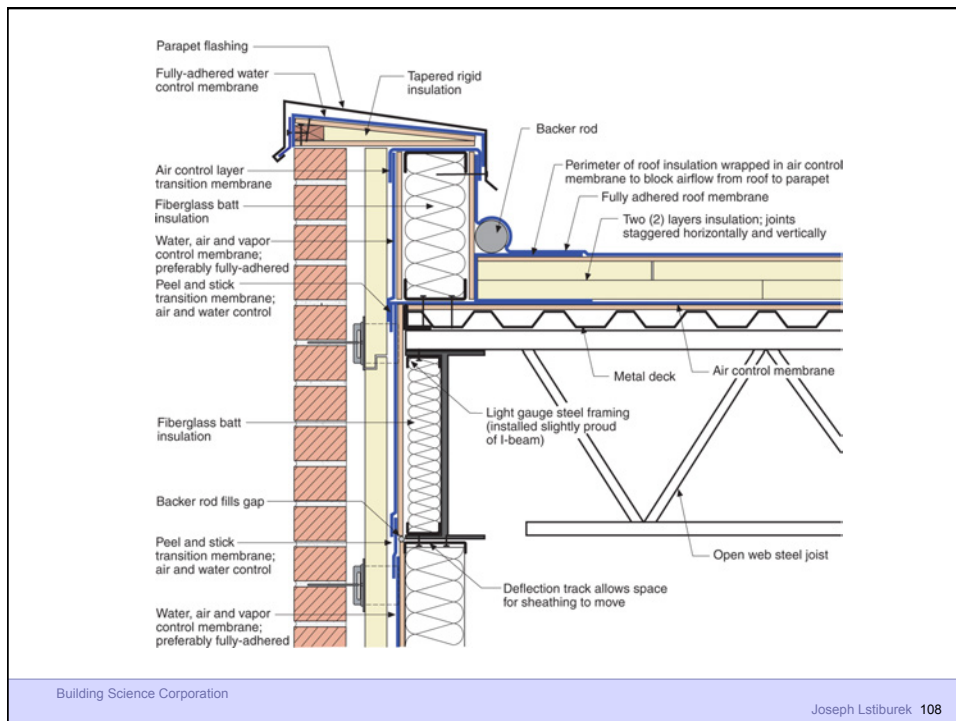 Parapet flashing
Fully-adhered water
control membrane
Tapered rigid
insulation
Backer rod
Air control layer
transition membrane
Perimeter of roof insulation wrapped in air control
membrane to block airflow from roof to parapet
Fiberglass batt
insulation
Fully adhered roof membrane
Two (2) layers insulation; joints
staggered horizontally and vertically
Water, air and vapor
control membrane;
preferably fully-adhered
Peel and stick
transition membrane;
air and water control
Metal deck
Air control membrane
Light gauge steel framing
(installed slightly proud
of I-beam)
Fiberglass batt
insulation
Backer rod fills gap
Peel and stick
transition membrane;
air and water control
Open web steel joist
Deflection track allows space
for sheathing to move
Water, air and vapor
control membrane;
preferably fully-adhered
Building Science Corporation
Joseph Lstiburek 108